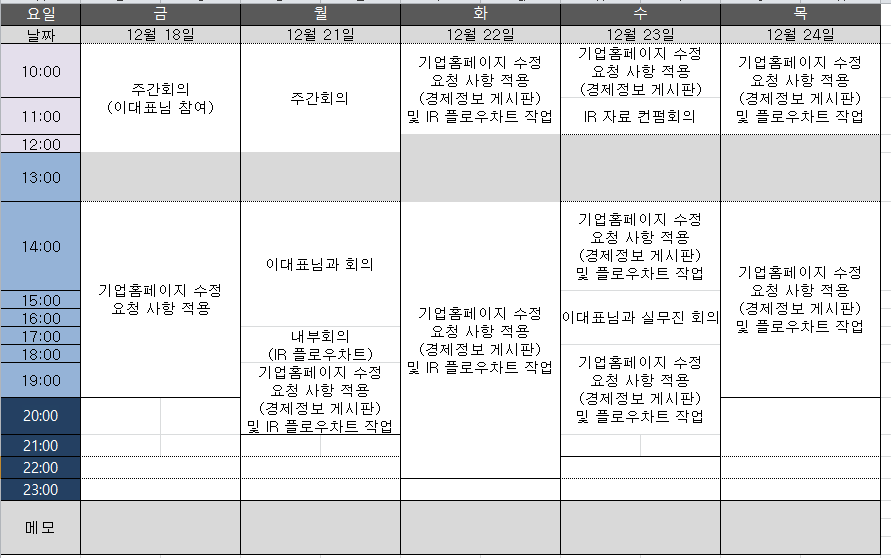 요일 금 월 화 수 목
날짜 12월 18일 12월 21일 12월 22일 12월 23일 12월 24일
10:00
11:00
12:00
13:00
14:00
15:00
16:00
17:00
18:00
19:00
20:00
21:00
22:00
23:00
메모
주간회의
(이대표님 참여)
기업홈페이지 수정
요청 사항 적용
주간회의
이대표님과 회의
내부회의
(IR 플로우차트)
기업홈페이지 수정
요청 사항 적용
(경제정보 게시판)
및 IR 플로우차트 작업
기업홈페이지 수정
요청 사항 적용
(경제정보 게시판)
및 IR 플로우차트 작업
기업홈페이지 수정
요청 사항 적용
(경제정보 게시판)
및 IR 플로우차트 작업
기업홈페이지 수정
요청 사항 적용
(경제정보 게시판)
IR 자료 컨펌회의
기업홈페이지 수정
요청 사항 적용
(경제정보 게시판)
및 플로우차트 작업
이대표님과 실무진 회의
기업홈페이지 수정
요청 사항 적용
(경제정보 게시판)
및 플로우차트 작업
기업홈페이지 수정
요청 사항 적용
(경제정보 게시판)
및 IR 플로우차트 작업
기업홈페이지 수정
요청 사항 적용
(경제정보 게시판)
및 IR 플로우차트 작업